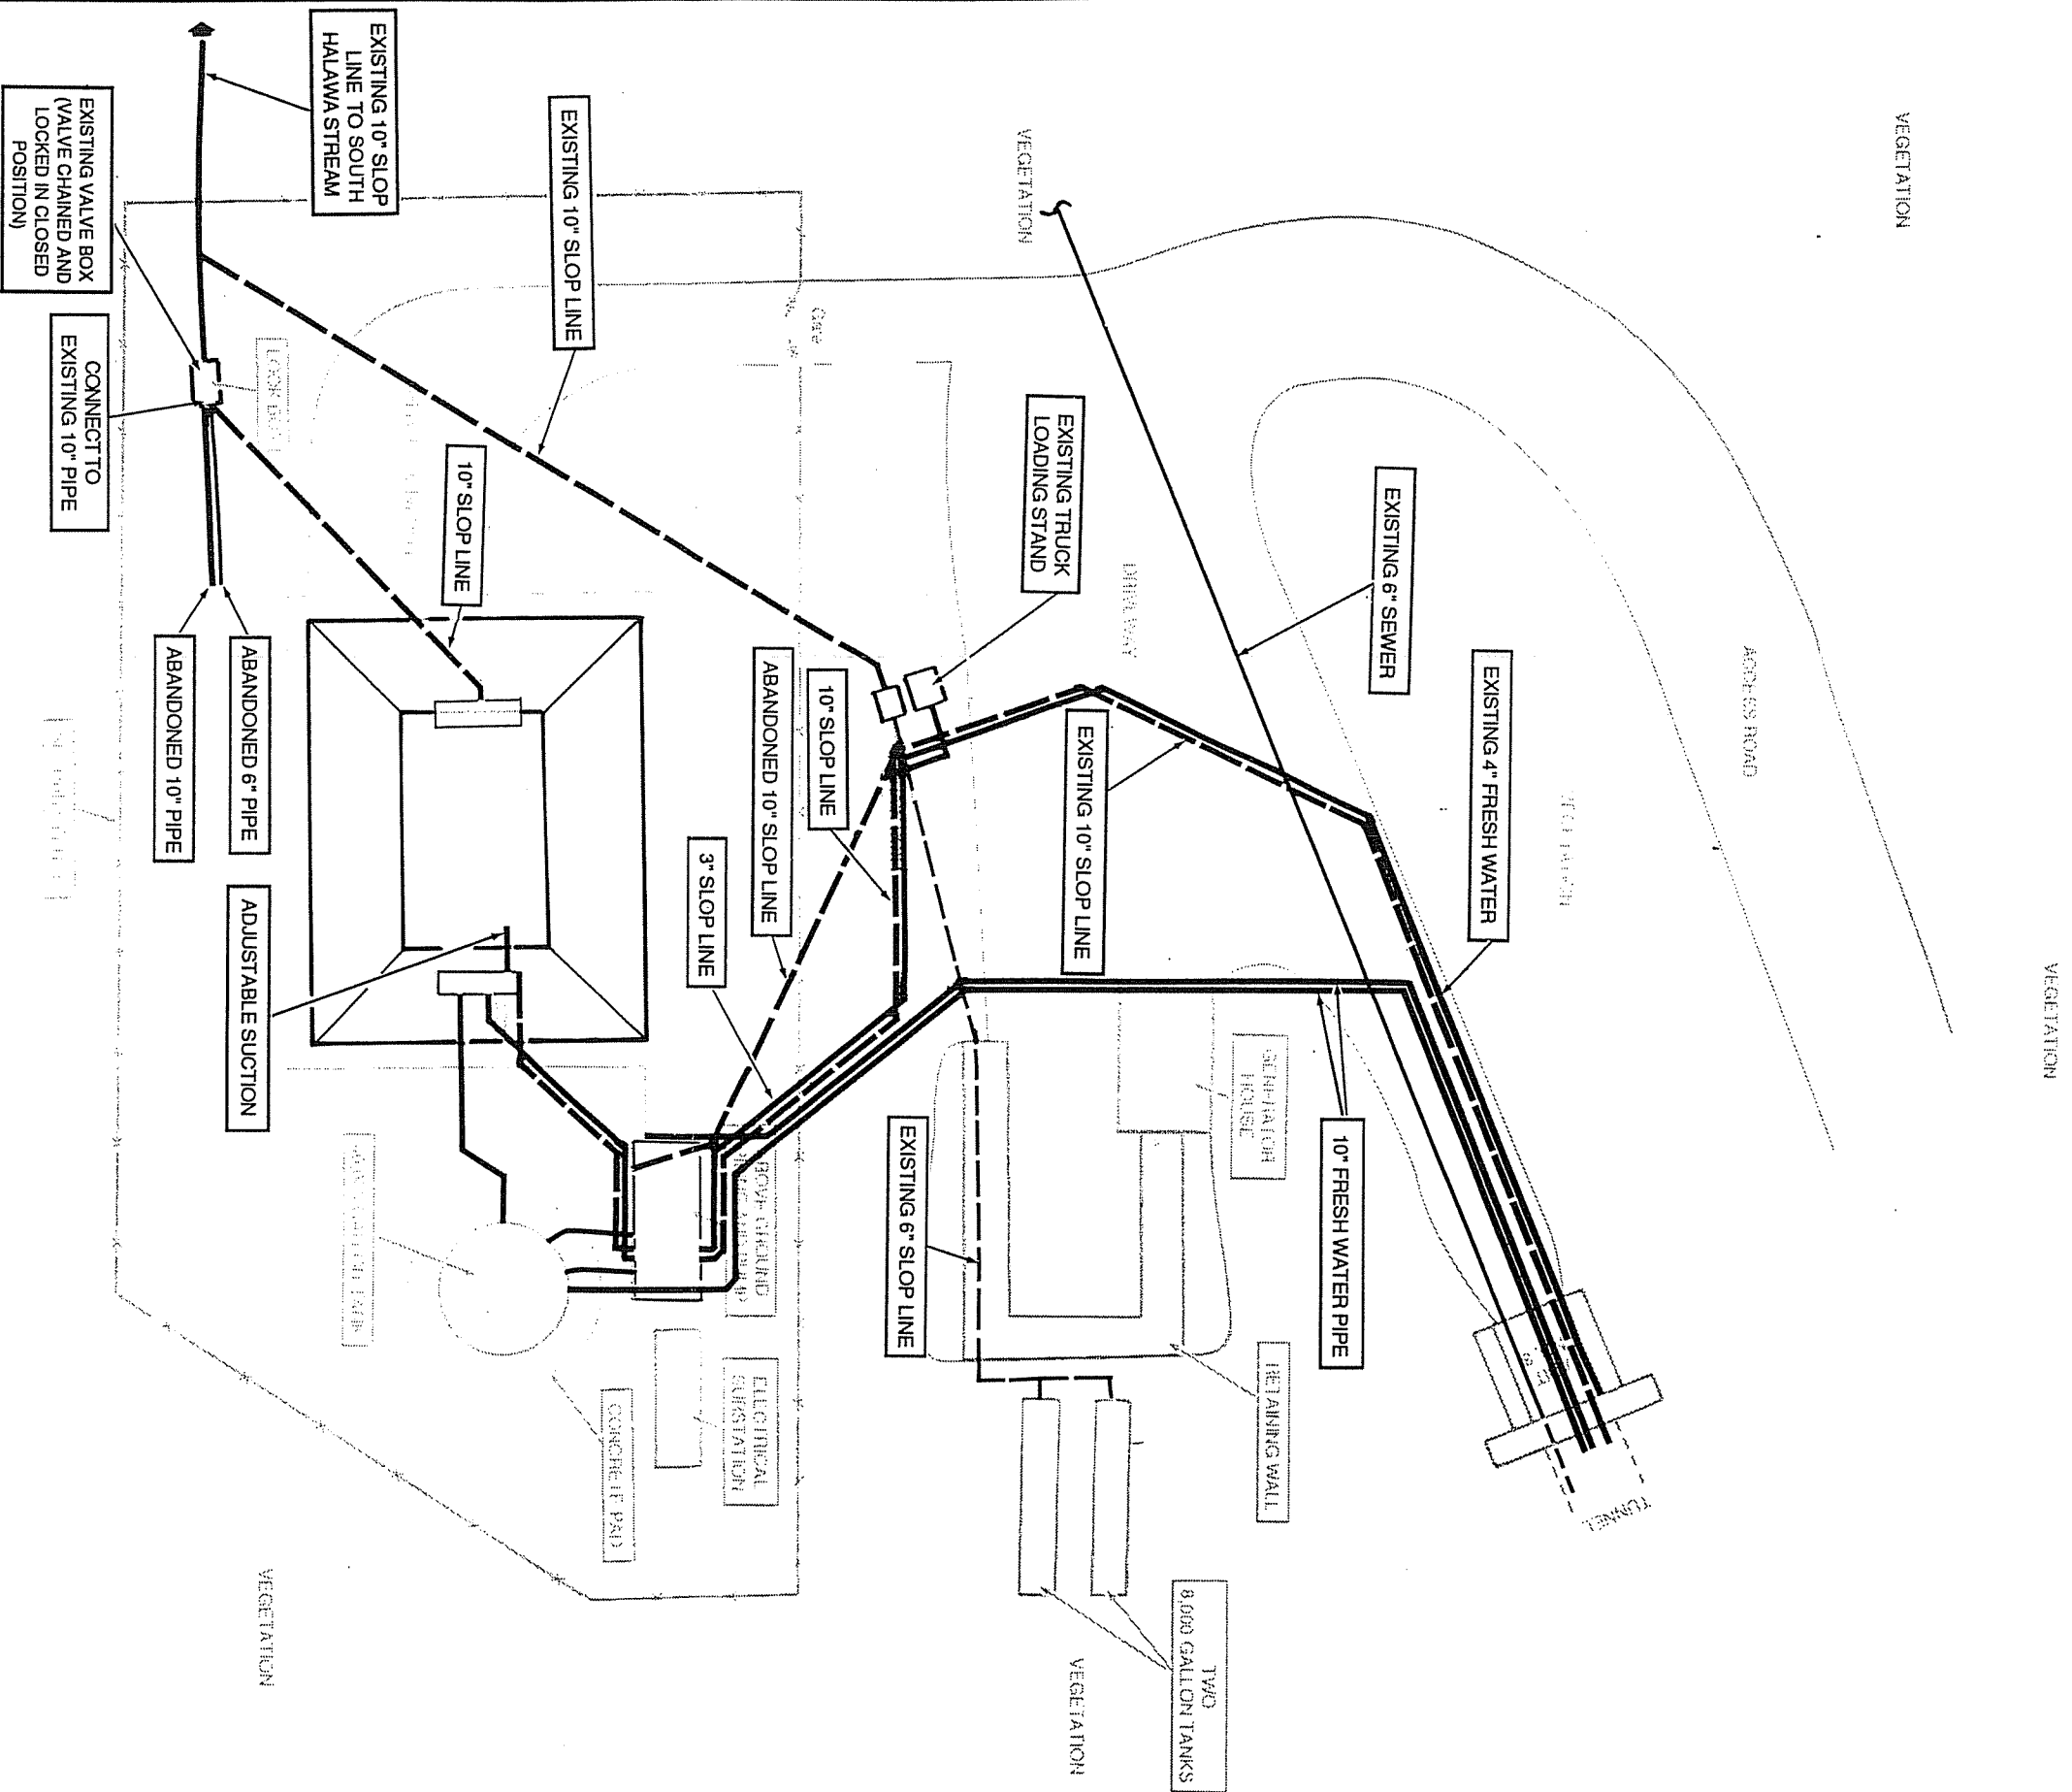 VEGETATION
VEGETATION
ACCESS ROAD
VEGETATION
EXISTING 4" FRESH WATER
EXISTING 6" SEWER
VEGETATION
DRIVEWAY
EXISTING TRUCK
LOADING STAND
EXISTING 10" SLOP LINE
10" FRESH WATER PIPE
GENERATOR
HOUSE
RETAINING WALL
TUNNEL
TWO
8,000 GALLON TANKS
VEGETATION
EXISTING 6" SLOP LINE
Gate
10" SLOP LINE
ABANDONED 10" SLOP LINE
3" SLOP LINE
ELECTRICAL
SUBSTATION
CONCRETE PAD
EXISTING 10" SLOP LINE
10" SLOP LINE
EXISTING 10" SLOP
LINE TO SOUTH
HALAWA STREAM
ADJUSTABLE SUCTION
ABANDONED 6" PIPE
ABANDONED 10" PIPE
VEGETATION
EXISTING VALVE BOX
(VALVE CHAINED AND
LOCKED IN CLOSED
POSITION)
CONNECT TO
EXISTING 10" PIPE